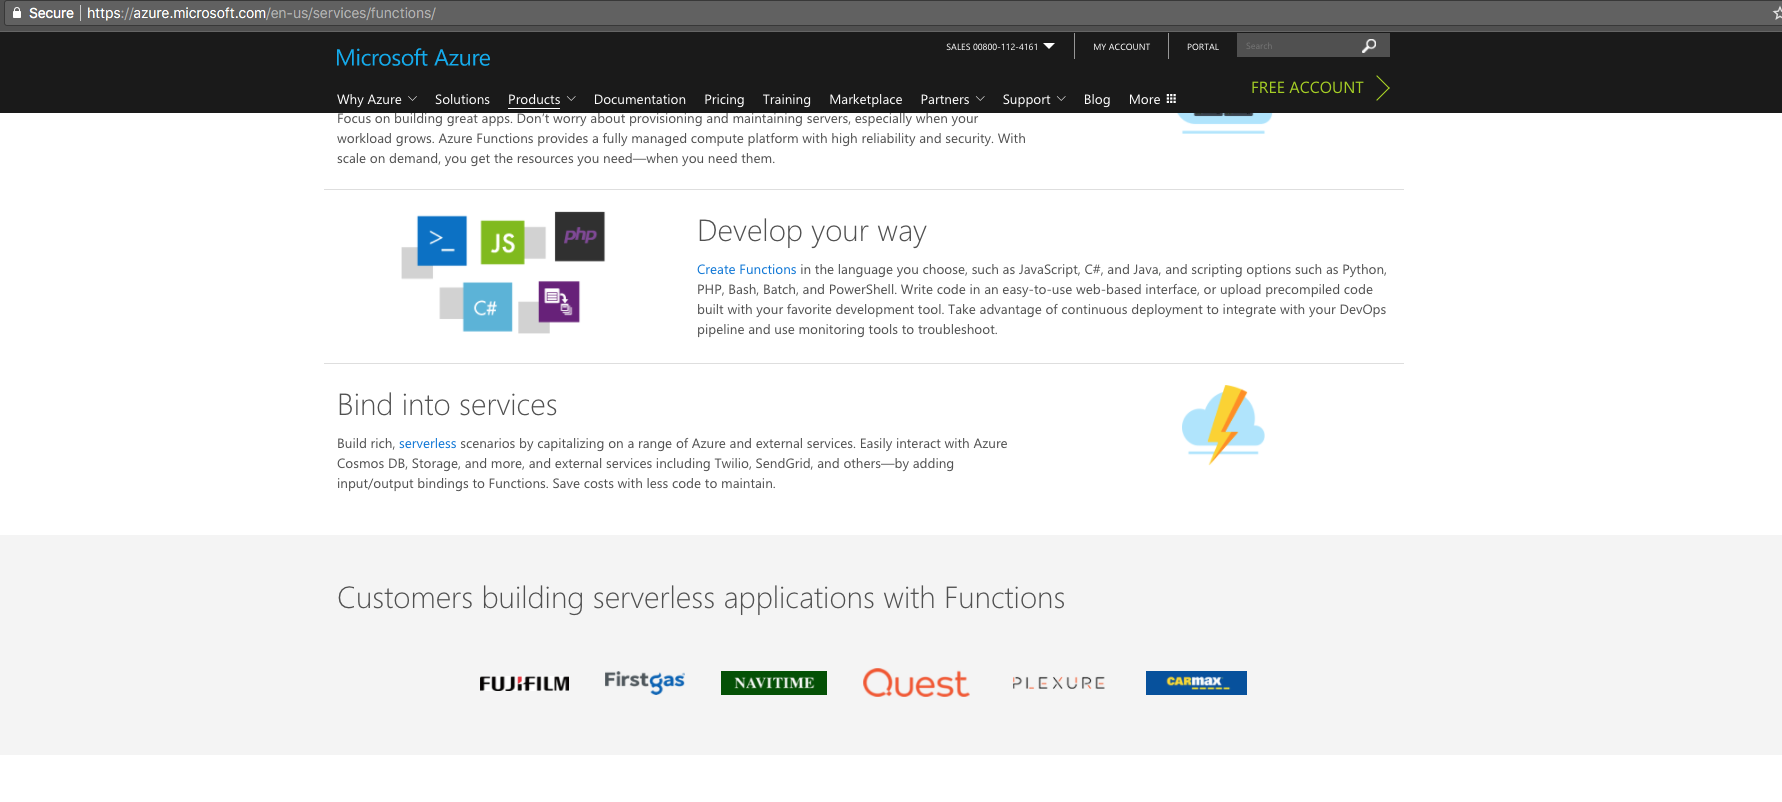 Secure https://azure.microsoft.com/en-us/services/functions/
SALES 00800-112-4161
MY ACCOUNT
PORTAL
Search
Microsoft Azure
FREE ACCOUNT
Why Azure Solutions Products Documentation Pricing Training Marketplace Partners Support Blog More
Focus on building great apps. Don't worry about provisioning and maintaining servers, especially when your
workload grows. Azure Functions provides a fully managed compute platform with high reliability and security. With
scale on demand, you get the resources you need—when you need them.
>_ JS php
C#
Develop your way
Create Functions in the language you choose, such as JavaScript, C#, and Java, and scripting options such as Python,
PHP, Bash, Batch, and PowerShell. Write code in an easy-to-use web-based interface, or upload precompiled code
built with your favorite development tool. Take advantage of continuous deployment to integrate with your DevOps
pipeline and use monitoring tools to troubleshoot.
Bind into services
Build rich, serverless scenarios by capitalizing on a range of Azure and external services. Easily interact with Azure
Cosmos DB, Storage, and more, and external services including Twilio, SendGrid, and others—by adding
input/output bindings to Functions. Save costs with less code to maintain.
Customers building serverless applications with Functions
FUJIFILM Firstgas NAVITIME Quest PLEXURE CARMAX